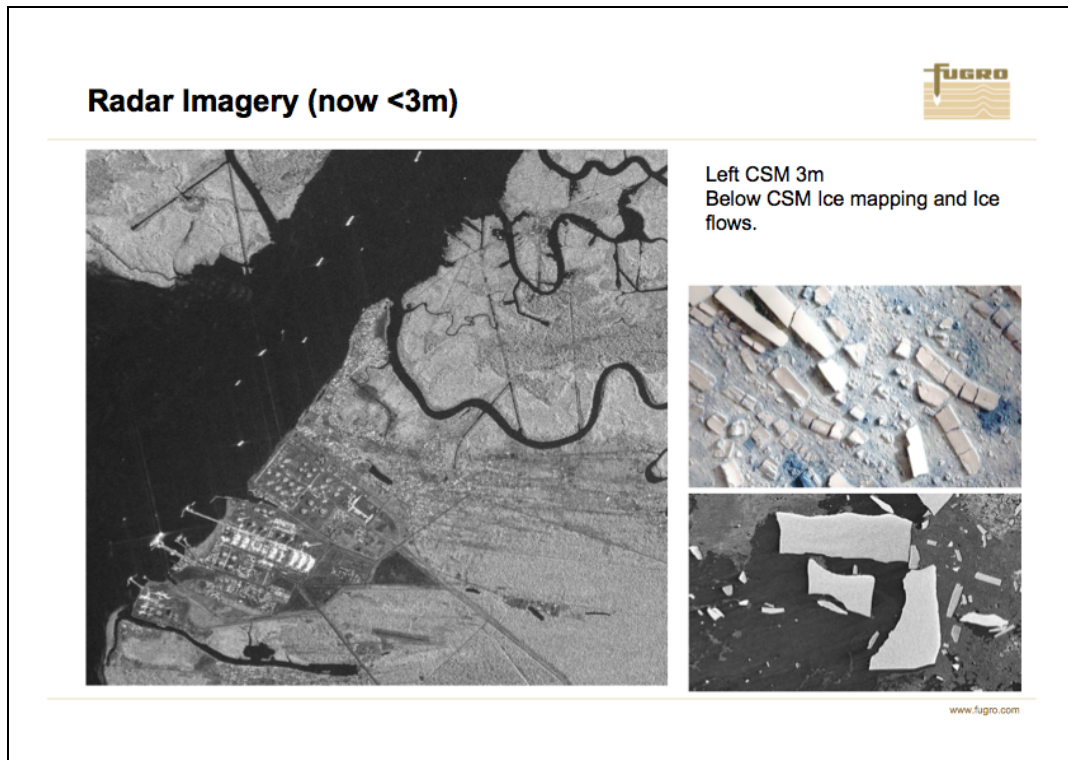 Radar Imagery (now <3m)
FUGRO
Left CSM 3m
Below CSM Ice mapping and Ice
flows.
www.fugro.com